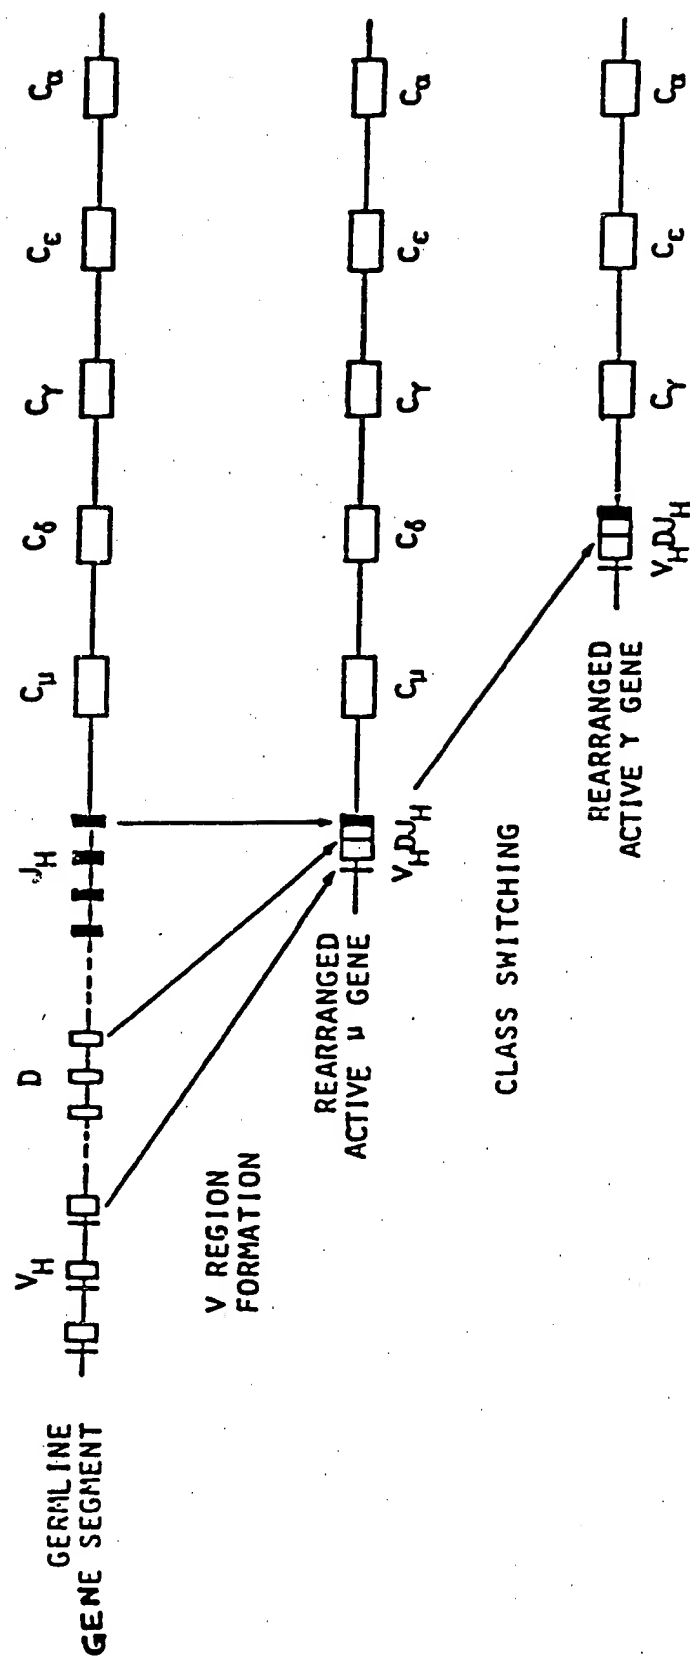 GERMLINE
GENE SEGMENT
V_H
D
J_H
C_μ
C_δ
C_γ
C_ε
C_α
V REGION
FORMATION
REARRANGED
ACTIVE μ GENE
V_HDJ_H
C_μ
C_δ
C_γ
C_ε
C_α
CLASS SWITCHING
REARRANGED
ACTIVE γ GENE
V_HDJ_H
C_γ
C_ε
C_α